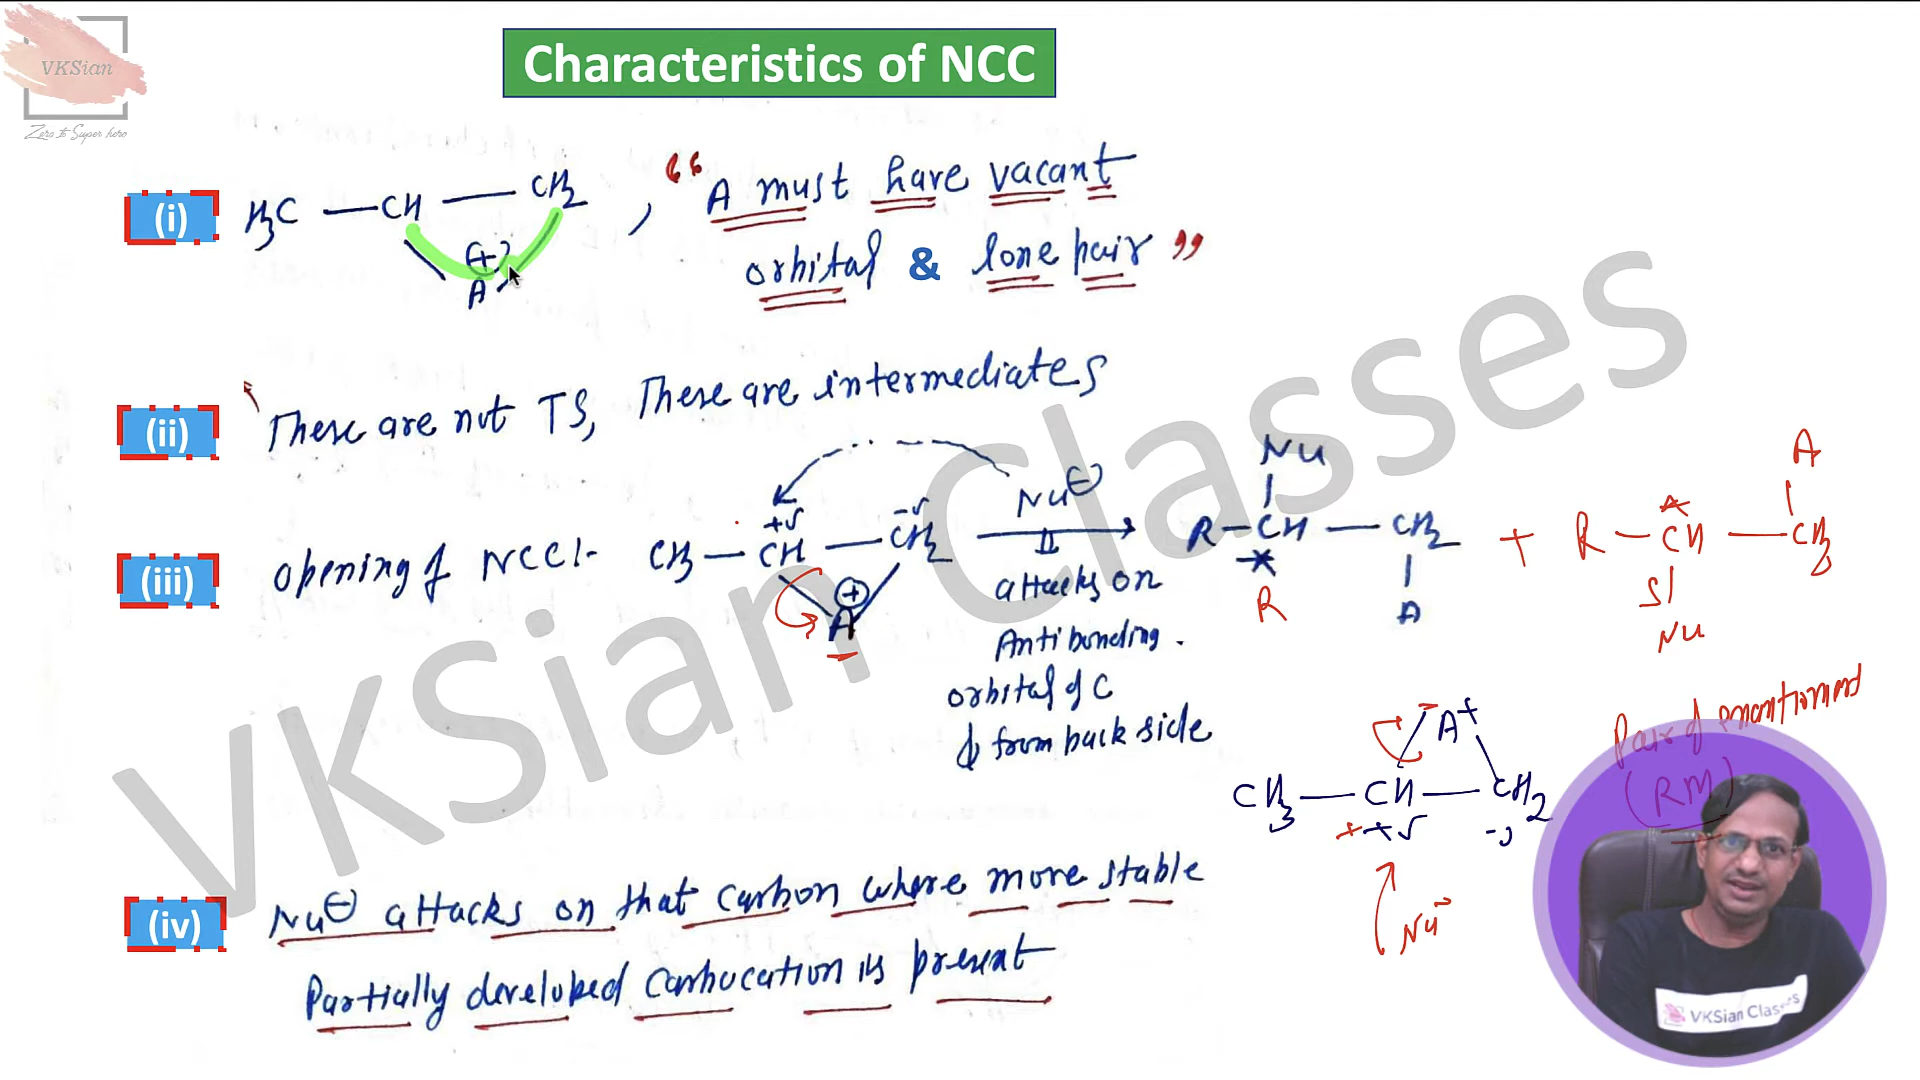 VKSian
Zero to Super hero
Characteristics of NCC
(i) H3C — CH — CH2 , "A must have vacant
⊕
A
orbital & lone pair"
(ii) These are not TS, These are intermediates
(iii) opening of NCC :- CH3 — CH — CH2
+δ
-δ
⊕
A
Nu⊖
attacks on
Antibonding.
orbital of C
& from back side
Nu
R — CH — CH2
*
R
A
+
A
R — CH — CH2
*
S
Nu
Pair of enantiomers
(RM)
A+
CH3 — CH — CH2
++δ
-δ
Nu-
(iv) Nu⊖ attacks on that carbon where more stable
Partially developed carbocation is present
VKSian Classes
VKSian Classes